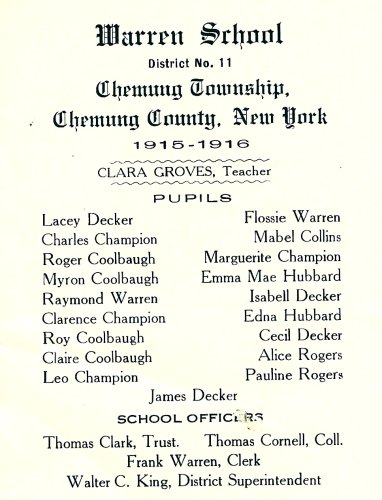 Warren School
District No. 11
Chemung Township,
Chemung County, New York
1915-1916
CLARA GROVES, Teacher
PUPILS
Lacey Decker Flossie Warren
Charles Champion Mabel Collins
Roger Coolbaugh Marguerite Champion
Myron Coolbaugh Emma Mae Hubbard
Raymond Warren Isabell Decker
Clarence Champion Edna Hubbard
Roy Coolbaugh Cecil Decker
Claire Coolbaugh Alice Rogers
Leo Champion Pauline Rogers
James Decker
SCHOOL OFFICERS
Thomas Clark, Trust. Thomas Cornell, Coll.
Frank Warren, Clerk
Walter C. King, District Superintendent